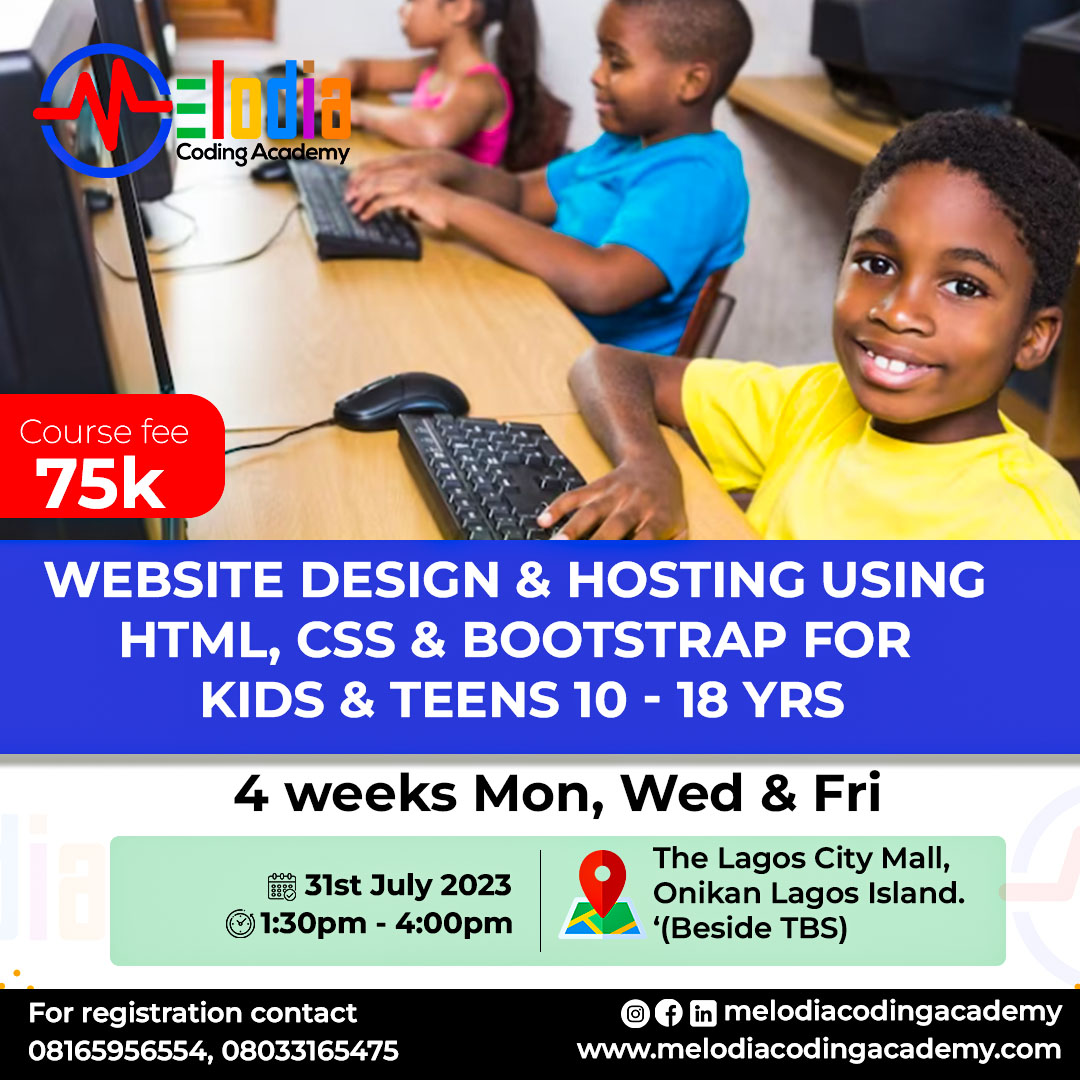 Melodia
Coding Academy
Course fee
75k
WEBSITE DESIGN & HOSTING USING
HTML, CSS & BOOTSTRAP FOR
KIDS & TEENS 10 - 18 YRS
4 weeks Mon, Wed & Fri
31st July 2023
1:30pm - 4:00pm
The Lagos City Mall,
Onikan Lagos Island.
‘(Beside TBS)
dia
For registration contact
08165956554, 08033165475
melodiacodingacademy
www.melodiacodingacademy.com